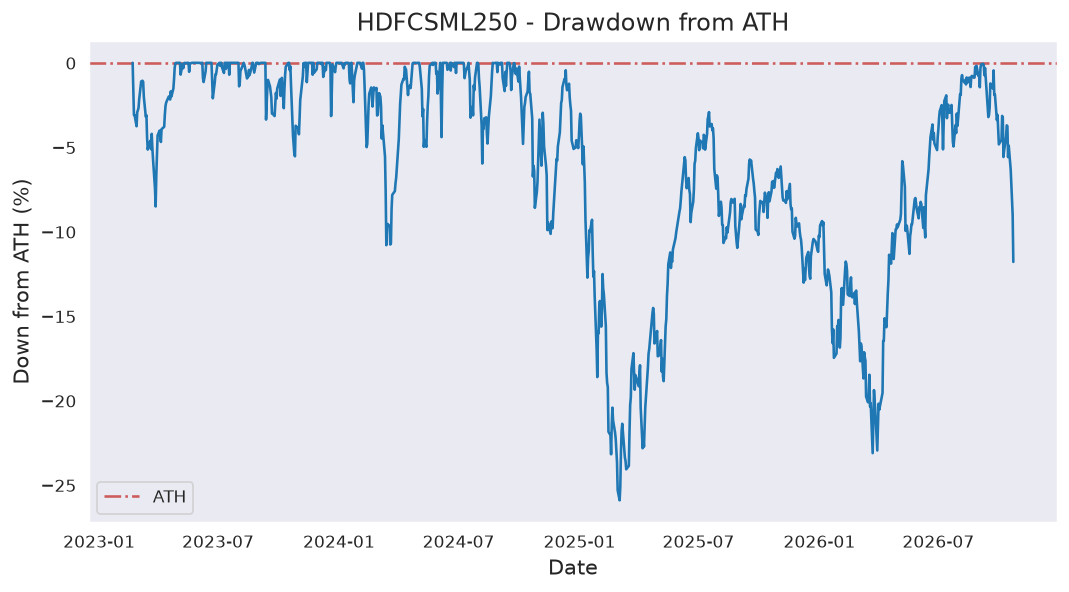 HDFCSML250 - Drawdown from ATH
Down from ATH (%)
0
−5
−10
−15
−20
−25
ATH
2023-01 2023-07 2024-01 2024-07 2025-01 2025-07 2026-01 2026-07
Date